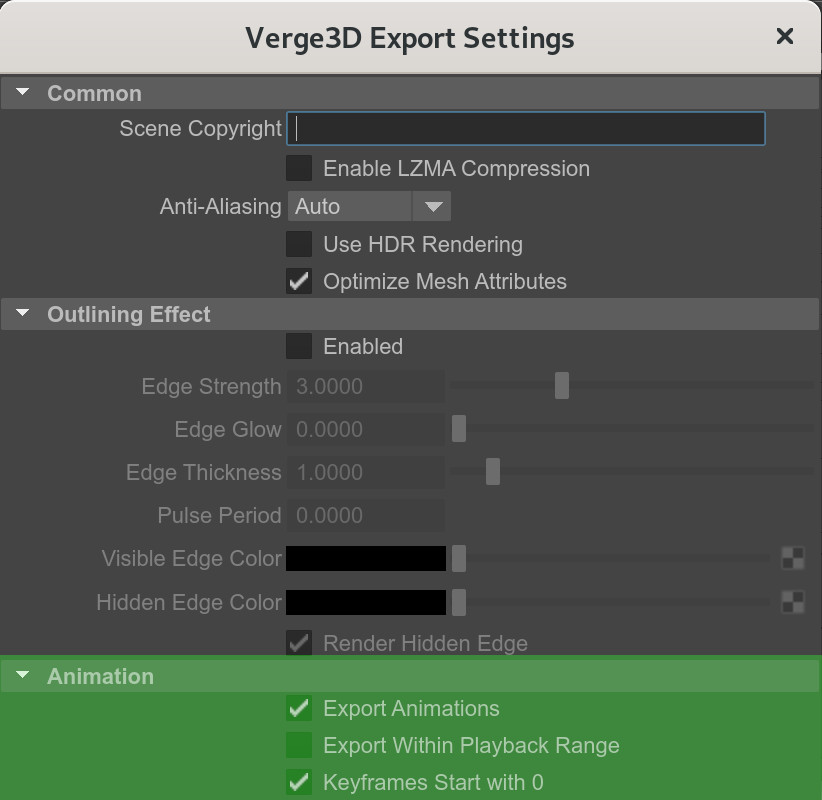 Verge3D Export Settings
Common
Scene Copyright
Enable LZMA Compression
Anti-Aliasing Auto
Use HDR Rendering
Optimize Mesh Attributes
Outlining Effect
Enabled
Edge Strength 3.0000
Edge Glow 0.0000
Edge Thickness 1.0000
Pulse Period 0.0000
Visible Edge Color
Hidden Edge Color
Render Hidden Edge
Animation
Export Animations
Export Within Playback Range
Keyframes Start with 0